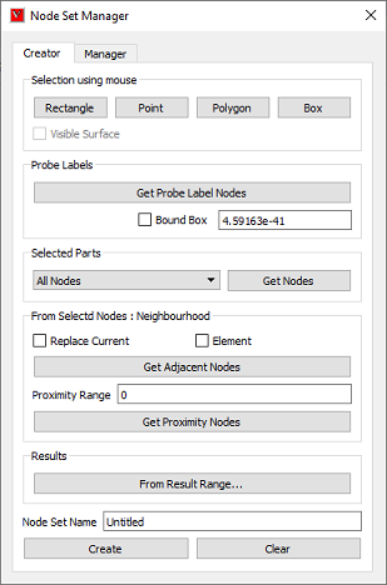 Node Set Manager
Creator Manager
Selection using mouse
Rectangle Point Polygon Box
Visible Surface
Probe Labels
Get Probe Label Nodes
Bound Box 4.59163e-41
Selected Parts
All Nodes Get Nodes
From Selectd Nodes : Neighbourhood
Replace Current Element
Get Adjacent Nodes
Proximity Range 0
Get Proximity Nodes
Results
From Result Range...
Node Set Name Untitled
Create Clear